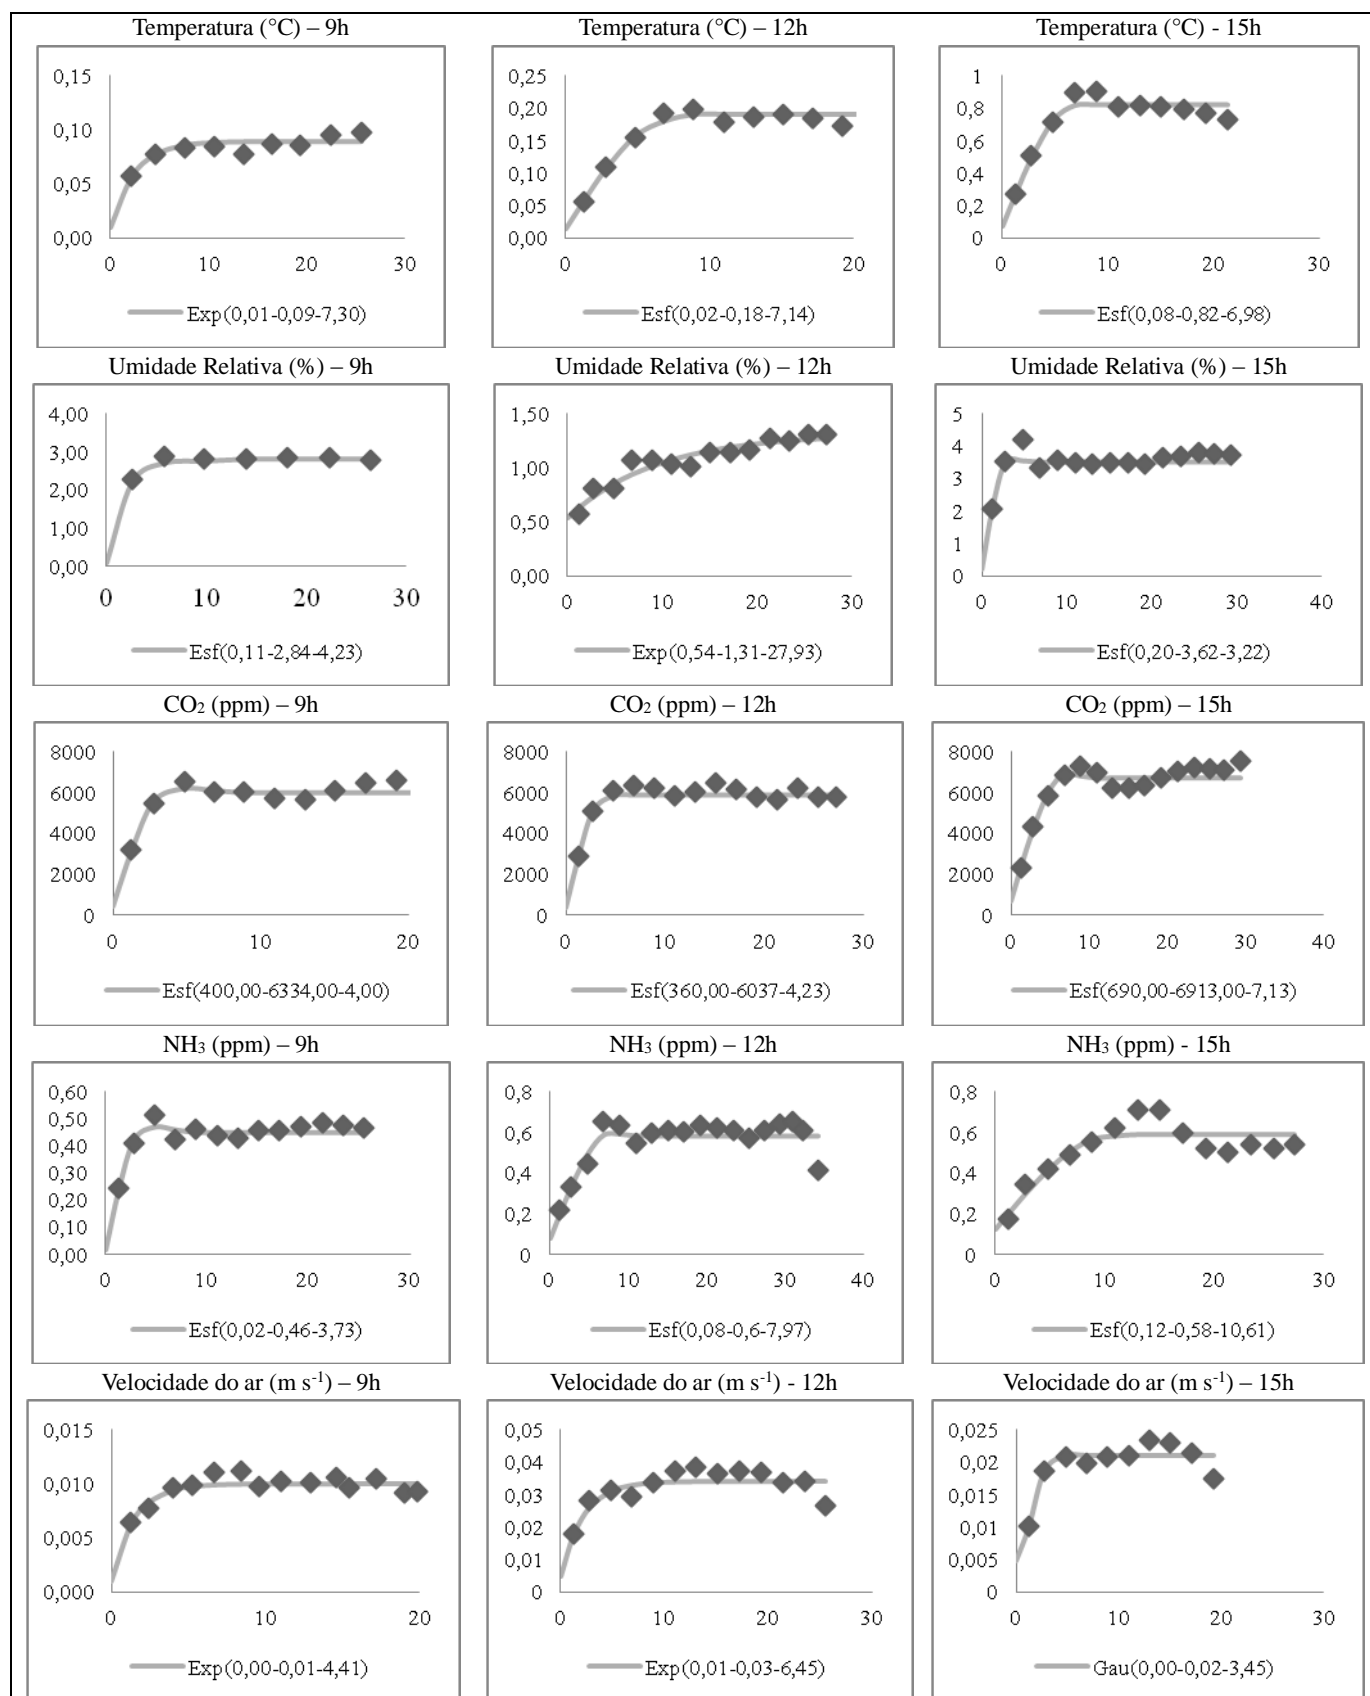 Temperatura (°C) – 9h
0,15
0,10
0,05
0,00
0 10 20 30
Exp(0,01-0,09-7,30)
Temperatura (°C) – 12h
0,25
0,20
0,15
0,10
0,05
0,00
0 10 20
Esf(0,02-0,18-7,14)
Temperatura (°C) - 15h
1
0,8
0,6
0,4
0,2
0
0 10 20 30
Esf(0,08-0,82-6,98)
Umidade Relativa (%) – 9h
4,00
3,00
2,00
1,00
0,00
0 10 20 30
Esf(0,11-2,84-4,23)
Umidade Relativa (%) – 12h
1,50
1,00
0,50
0,00
0 10 20 30
Exp(0,54-1,31-27,93)
Umidade Relativa (%) – 15h
5
4
3
2
1
0
0 10 20 30 40
Esf(0,20-3,62-3,22)
CO₂ (ppm) – 9h
8000
6000
4000
2000
0
0 10 20
Esf(400,00-6334,00-4,00)
CO₂ (ppm) – 12h
8000
6000
4000
2000
0
0 10 20 30
Esf(360,00-6037-4,23)
CO₂ (ppm) – 15h
8000
6000
4000
2000
0
0 10 20 30 40
Esf(690,00-6913,00-7,13)
NH₃ (ppm) – 9h
0,60
0,50
0,40
0,30
0,20
0,10
0,00
0 10 20 30
Esf(0,02-0,46-3,73)
NH₃ (ppm) – 12h
0,8
0,6
0,4
0,2
0
0 10 20 30 40
Esf(0,08-0,6-7,97)
NH₃ (ppm) - 15h
0,8
0,6
0,4
0,2
0
0 10 20 30
Esf(0,12-0,58-10,61)
Velocidade do ar (m s⁻¹) – 9h
0,015
0,010
0,005
0,000
0 10 20
Exp(0,00-0,01-4,41)
Velocidade do ar (m s⁻¹) - 12h
0,05
0,04
0,03
0,02
0,01
0
0 10 20 30
Exp(0,01-0,03-6,45)
Velocidade do ar (m s⁻¹) – 15h
0,025
0,02
0,015
0,01
0,005
0
0 10 20 30
Gau(0,00-0,02-3,45)